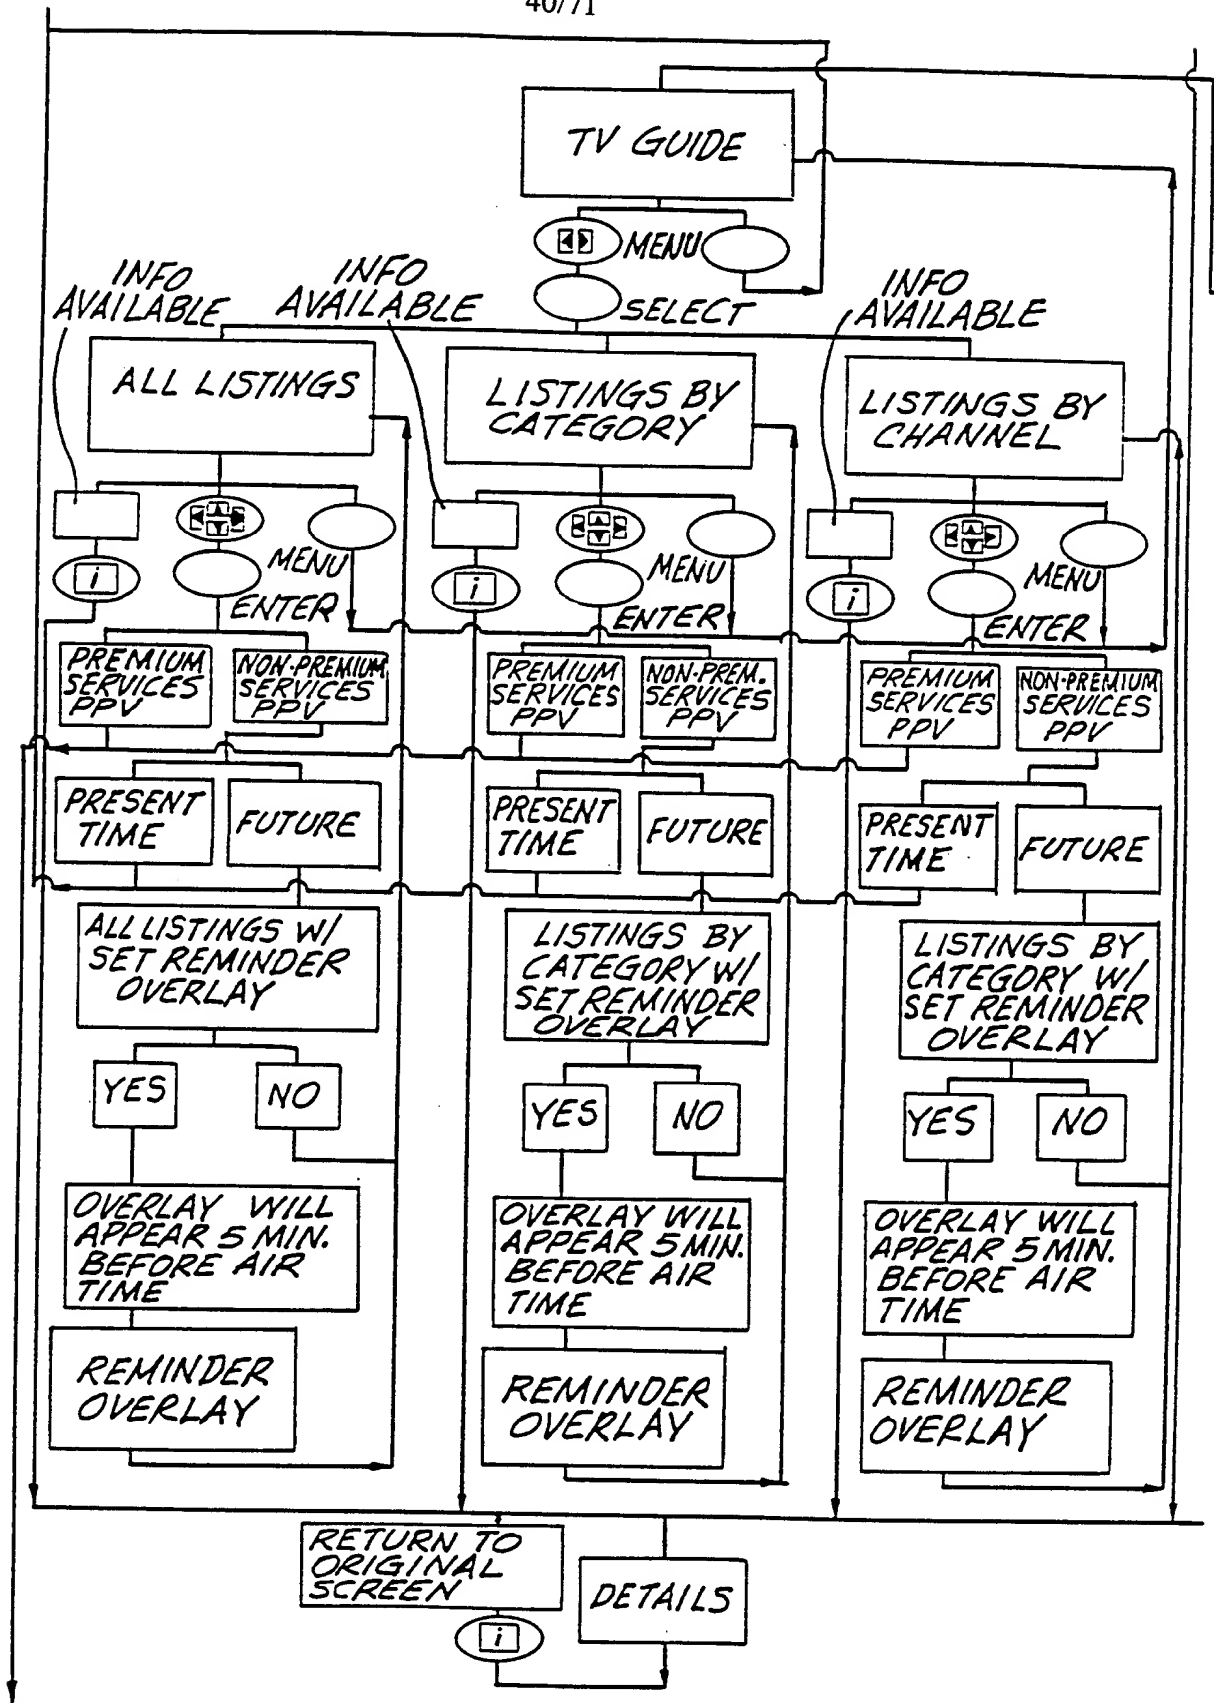 40/71
TV GUIDE
MENU
SELECT
INFO
AVAILABLE
INFO
AVAILABLE
INFO
AVAILABLE
ALL LISTINGS
LISTINGS BY
CATEGORY
LISTINGS BY
CHANNEL
i
MENU
ENTER
i
MENU
ENTER
i
MENU
ENTER
PREMIUM
SERVICES
PPV
NON-PREMIUM
SERVICES
PPV
PREMIUM
SERVICES
PPV
NON-PREM.
SERVICES
PPV
PREMIUM
SERVICES
PPV
NON-PREMIUM
SERVICES
PPV
PRESENT
TIME
FUTURE
PRESENT
TIME
FUTURE
PRESENT
TIME
FUTURE
ALL LISTINGS W/
SET REMINDER
OVERLAY
LISTINGS BY
CATEGORY W/
SET REMINDER
OVERLAY
LISTINGS BY
CATEGORY W/
SET REMINDER
OVERLAY
YES
NO
YES
NO
YES
NO
OVERLAY WILL
APPEAR 5 MIN.
BEFORE AIR
TIME
OVERLAY WILL
APPEAR 5 MIN.
BEFORE AIR
TIME
OVERLAY WILL
APPEAR 5 MIN.
BEFORE AIR
TIME
REMINDER
OVERLAY
REMINDER
OVERLAY
REMINDER
OVERLAY
RETURN TO
ORIGINAL
SCREEN
DETAILS
i